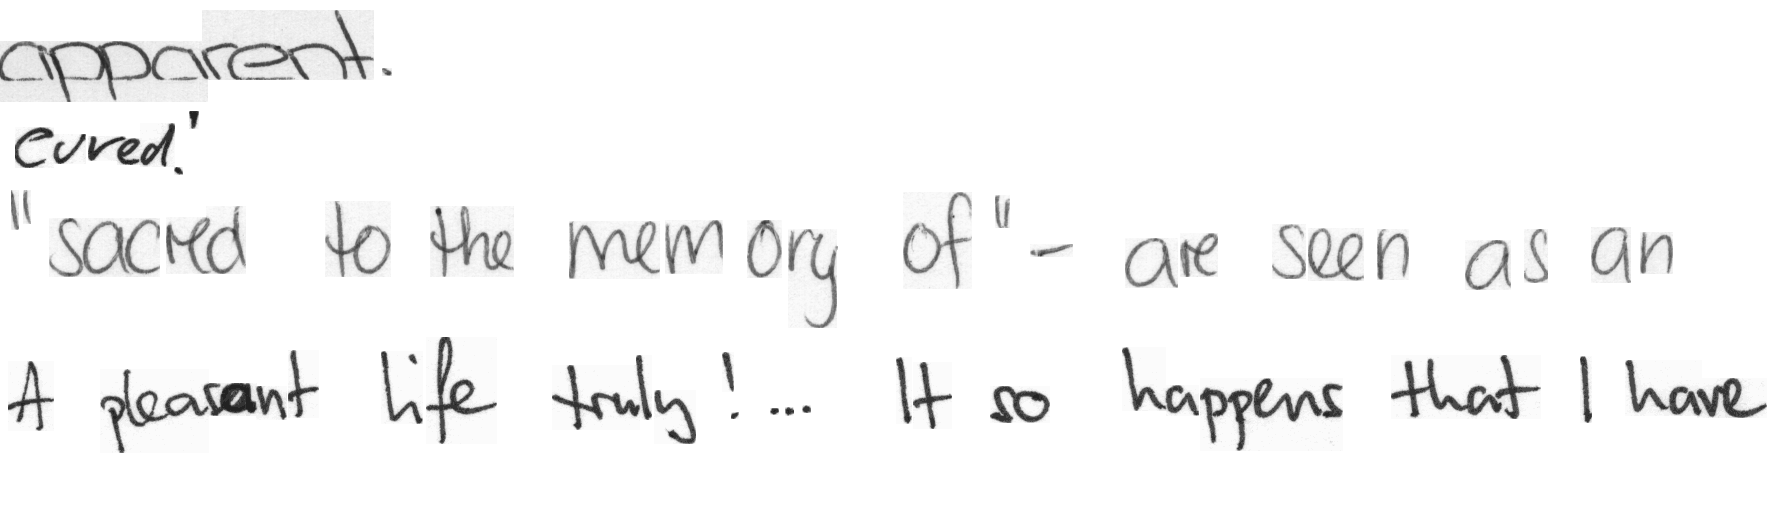 apparent.
cured.'
"sacred to the memory of" - are seen as an
A pleasant life truly! ... It so happens that I have